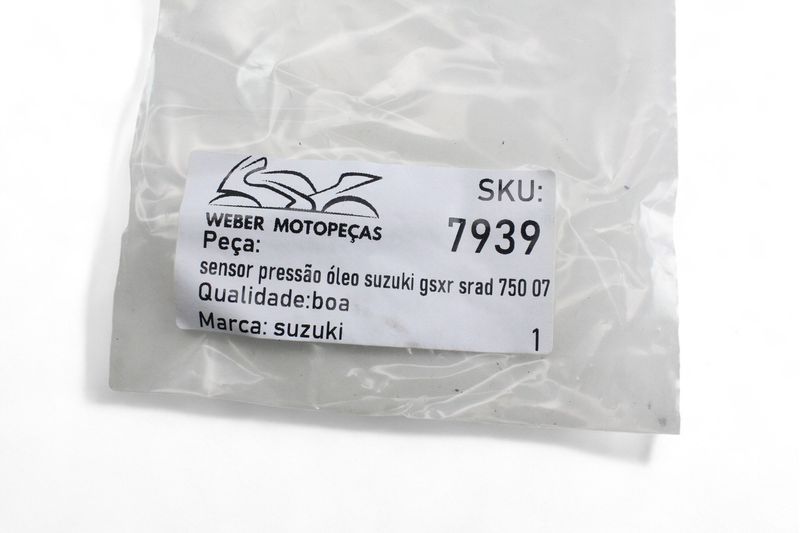 WEBER MOTOPEÇAS
SKU:
7939
Peça:
sensor pressão óleo suzuki gsxr srad 750 07
Qualidade:boa
Marca: suzuki
1